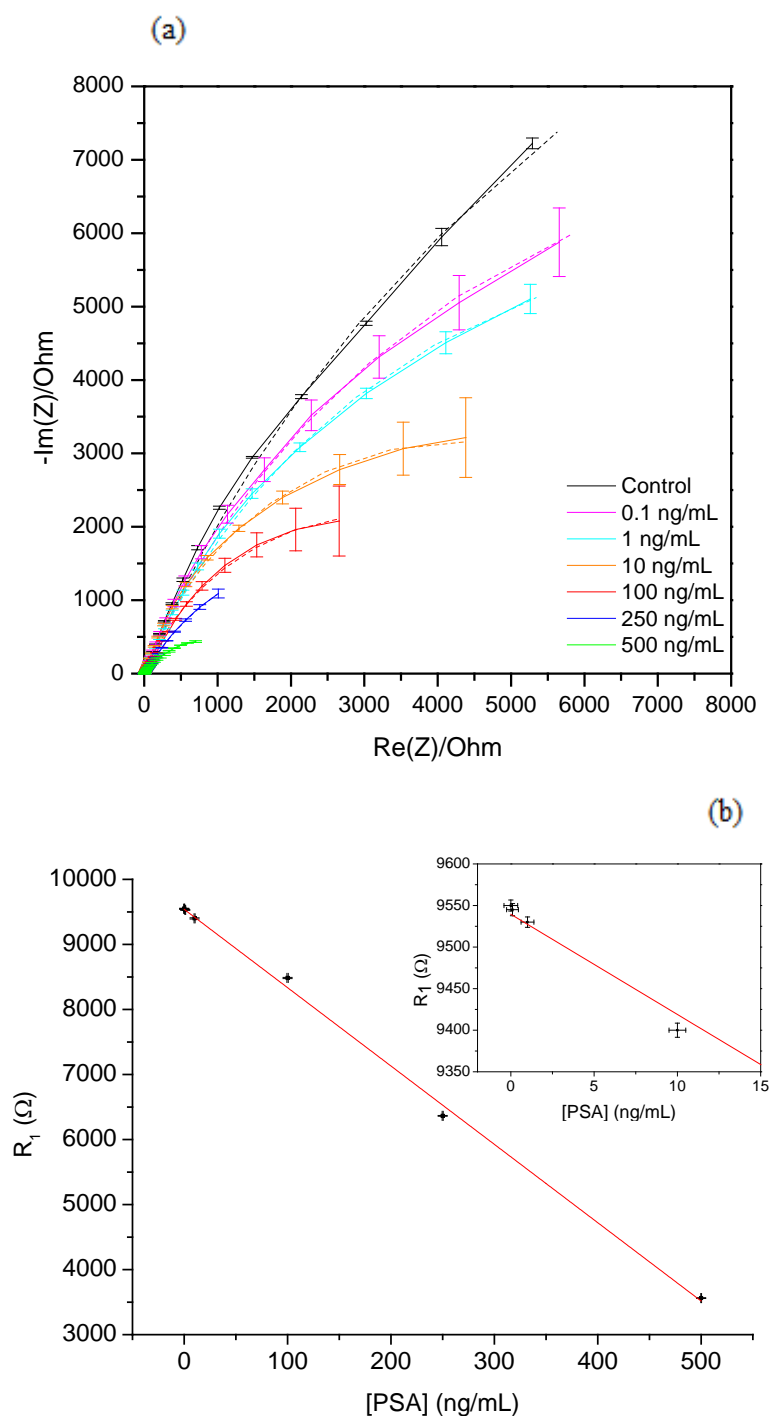 (a)
8000
7000
6000
5000
4000
3000
2000
1000
0
-Im(Z)/Ohm
Control
0.1 ng/mL
1 ng/mL
10 ng/mL
100 ng/mL
250 ng/mL
500 ng/mL
0 1000 2000 3000 4000 5000 6000 7000 8000
Re(Z)/Ohm
(b)
10000
9000
8000
7000
6000
5000
4000
3000
R1 (Ω)
0 100 200 300 400 500
[PSA] (ng/mL)
9600
9550
9500
9450
9400
9350
R1 (Ω)
0 5 10 15
[PSA] (ng/mL)